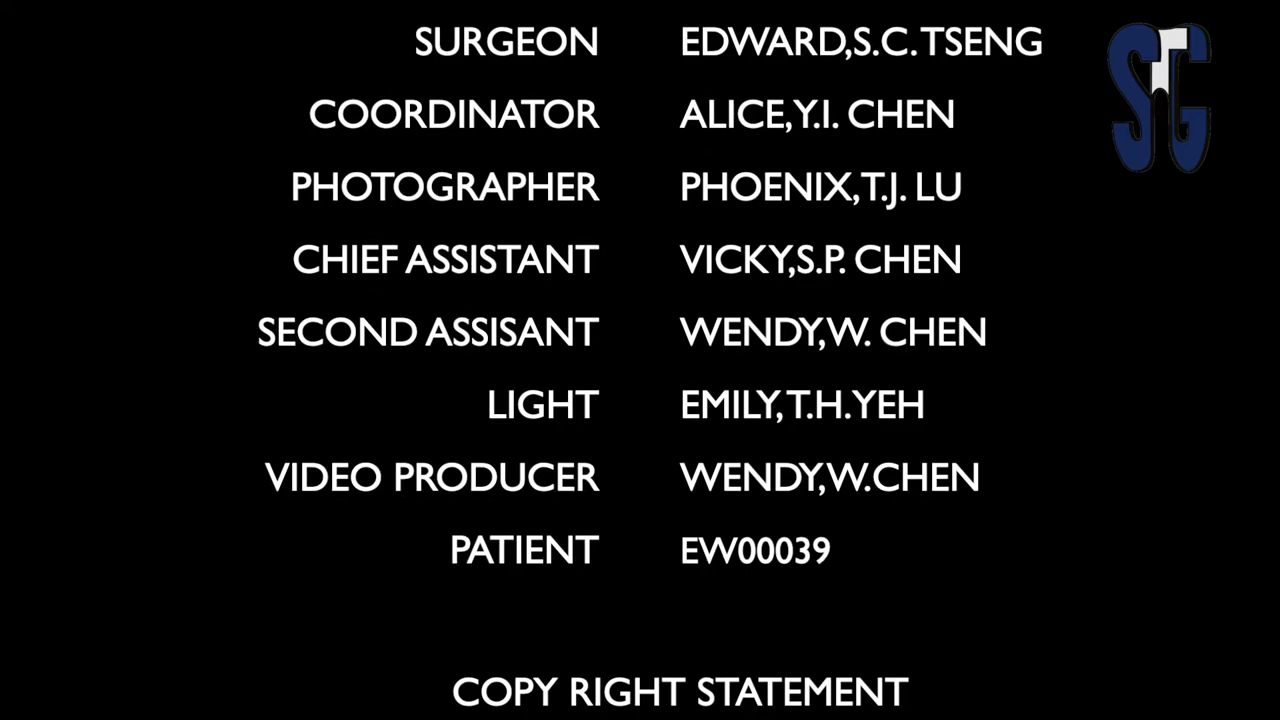 SURGEON EDWARD,S.C. TSENG
COORDINATOR ALICE,Y.I. CHEN
PHOTOGRAPHER PHOENIX,T.J. LU
CHIEF ASSISTANT VICKY,S.P. CHEN
SECOND ASSISANT WENDY,W. CHEN
LIGHT EMILY,T.H. YEH
VIDEO PRODUCER WENDY,W.CHEN
PATIENT EW00039
COPY RIGHT STATEMENT
SG